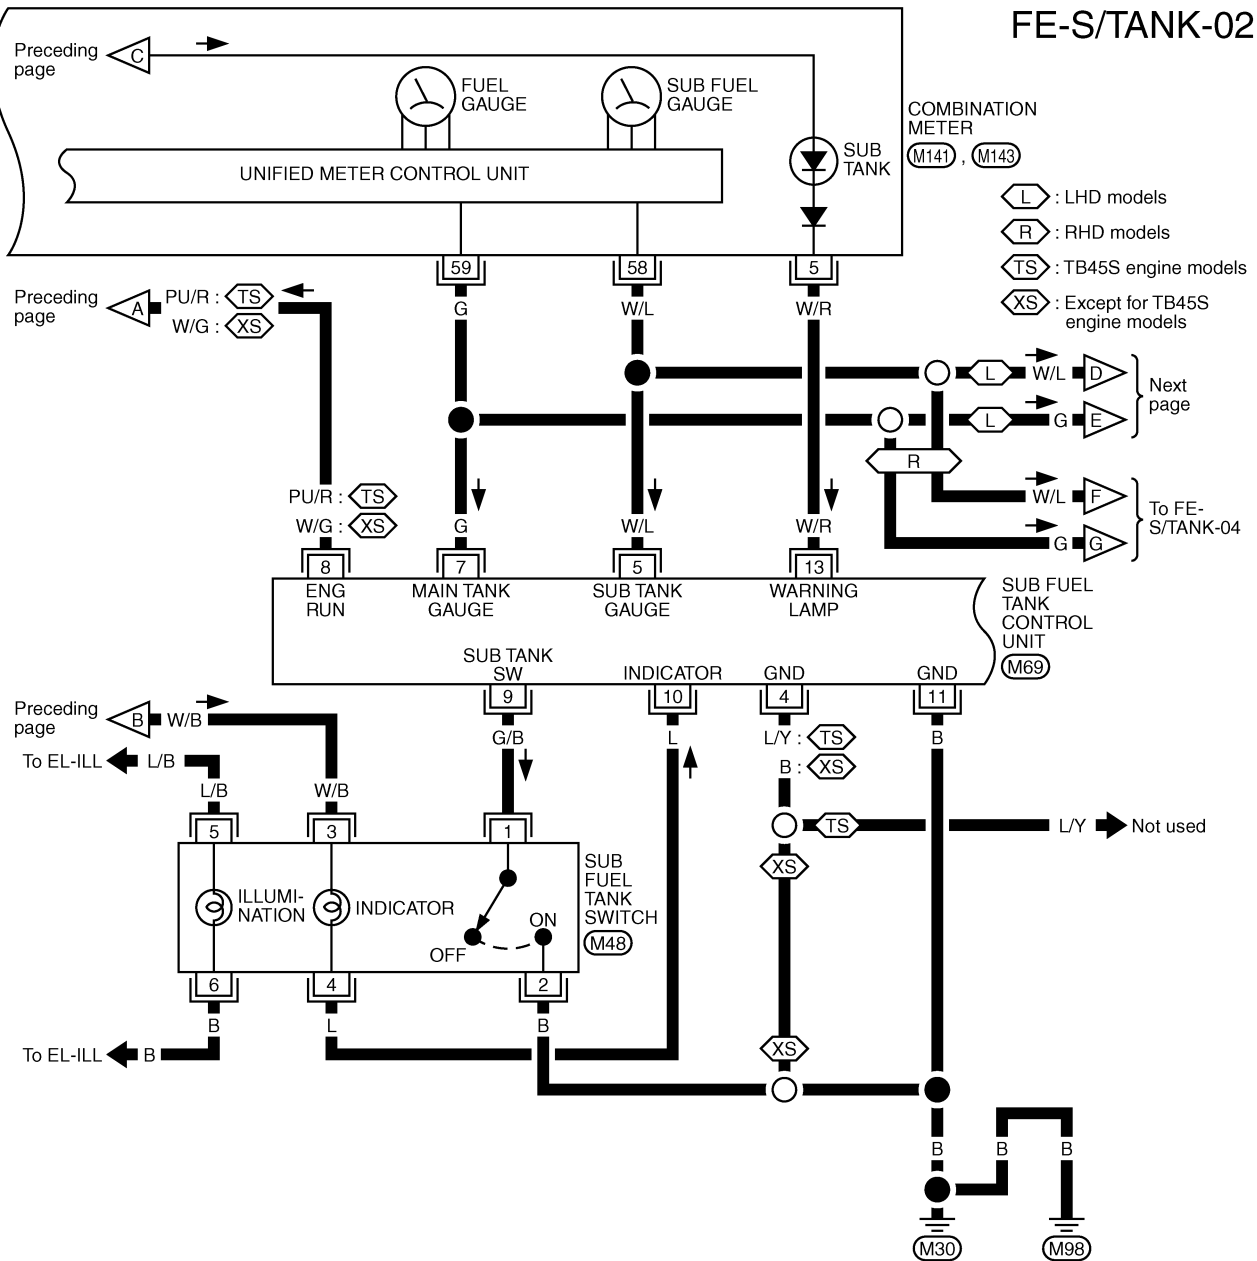 FE-S/TANK-02
Preceding
page
C
FUEL
GAUGE
SUB FUEL
GAUGE
UNIFIED METER CONTROL UNIT
SUB
TANK
COMBINATION
METER
M141 , M143
L : LHD models
R : RHD models
TS : TB45S engine models
XS : Except for TB45S
engine models
59
58
5
Preceding
page
A
PU/R : TS
W/G : XS
G
W/L
W/R
L
W/L
D
L
G
E
Next
page
R
W/L
F
G
G
To FE-
S/TANK-04
PU/R : TS
W/G : XS
G
W/L
W/R
8
7
5
13
ENG
RUN
MAIN TANK
GAUGE
SUB TANK
GAUGE
WARNING
LAMP
SUB FUEL
TANK
CONTROL
UNIT
M69
SUB TANK
SW
INDICATOR
GND
GND
9
10
4
11
Preceding
page
B
W/B
To EL-ILL
L/B
G/B
L
L/Y : TS
B : XS
B
L/B
W/B
5
3
1
TS
L/Y
Not used
XS
ILLUMI-
NATION
INDICATOR
OFF
ON
SUB
FUEL
TANK
SWITCH
M48
6
4
2
B
L
B
To EL-ILL
B
XS
B
B
B
M30
M98